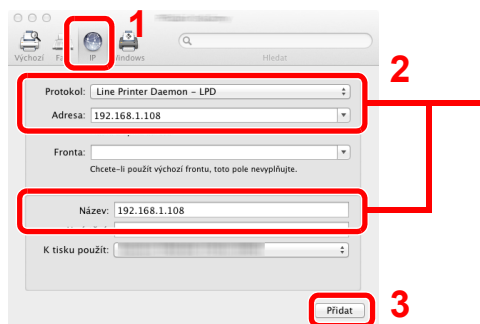 1
Výchozí Fax IP Windows Hledat
2
Protokol: Line Printer Daemon – LPD
Adresa: 192.168.1.108
Fronta:
Chcete-li použít výchozí frontu, toto pole nevyplňujte.
Název: 192.168.1.108
K tisku použít:
Přidat 3